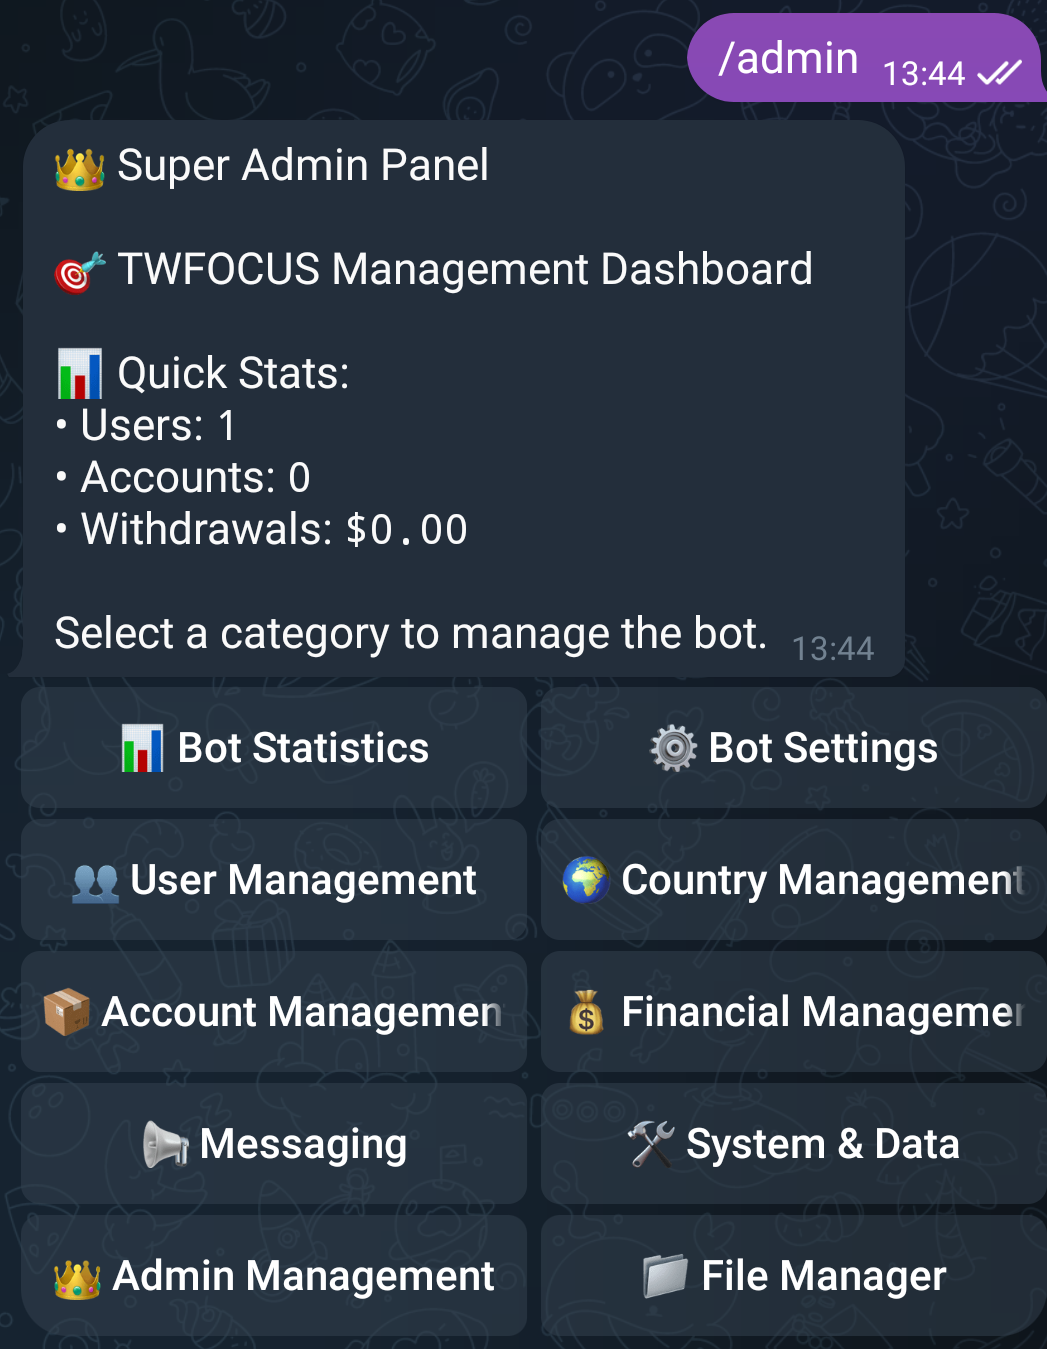 /admin 13:44
👑 Super Admin Panel
🎯 TWFOCUS Management Dashboard
📊 Quick Stats:
• Users: 1
• Accounts: 0
• Withdrawals: $0.00
Select a category to manage the bot. 13:44
📊 Bot Statistics
⚙️ Bot Settings
👥 User Management
🌍 Country Management
📦 Account Managemen
💰 Financial Managemen
📢 Messaging
🛠 System & Data
👑 Admin Management
📁 File Manager